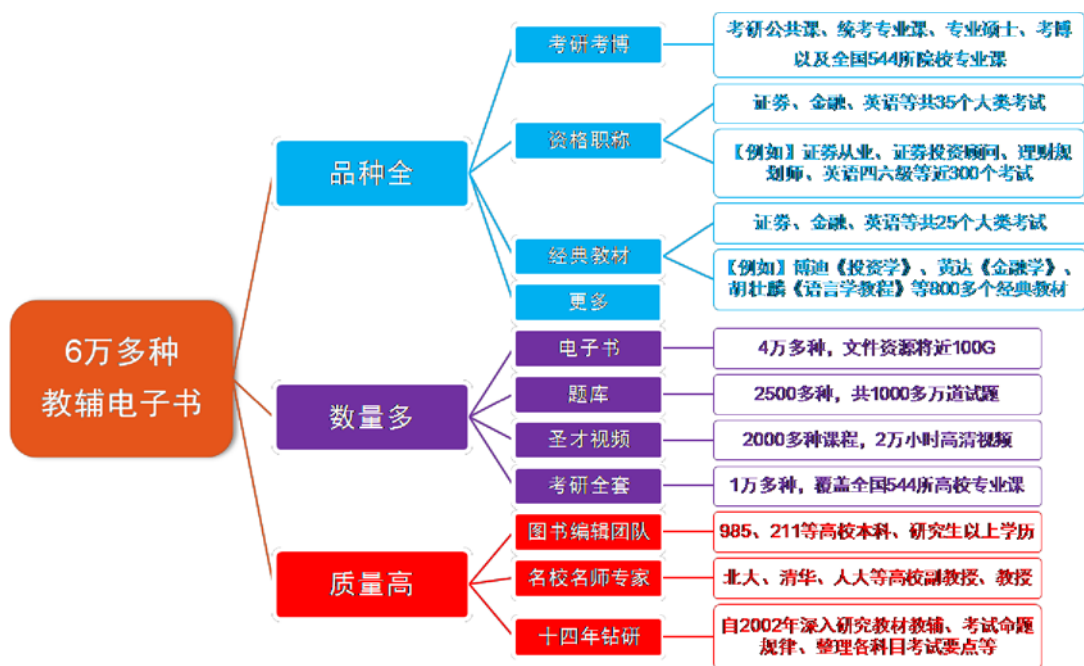 6万多种
教辅电子书
品种全
考研考博
考研公共课、统考专业课、专业硕士、考博
以及全国544所院校专业课
资格职称
证券、金融、英语等共35个大类考试
【例如】证券从业、证券投资顾问、理财规
划师、英语四六级等近300个考试
经典教材
证券、金融、英语等共25个大类考试
【例如】博迪《投资学》、黄达《金融学》、
胡壮麟《语言学教程》等800多个经典教材
更多
数量多
电子书
4万多种，文件资源将近100G
题库
2500多种，共1000多万道试题
圣才视频
2000多种课程，2万小时高清视频
考研全套
1万多种，覆盖全国544所高校专业课
质量高
图书编辑团队
985、211等高校本科、研究生以上学历
名校名师专家
北大、清华、人大等高校副教授、教授
十四年钻研
自2002年深入研究教材教辅、考试命题
规律、整理各科目考试要点等